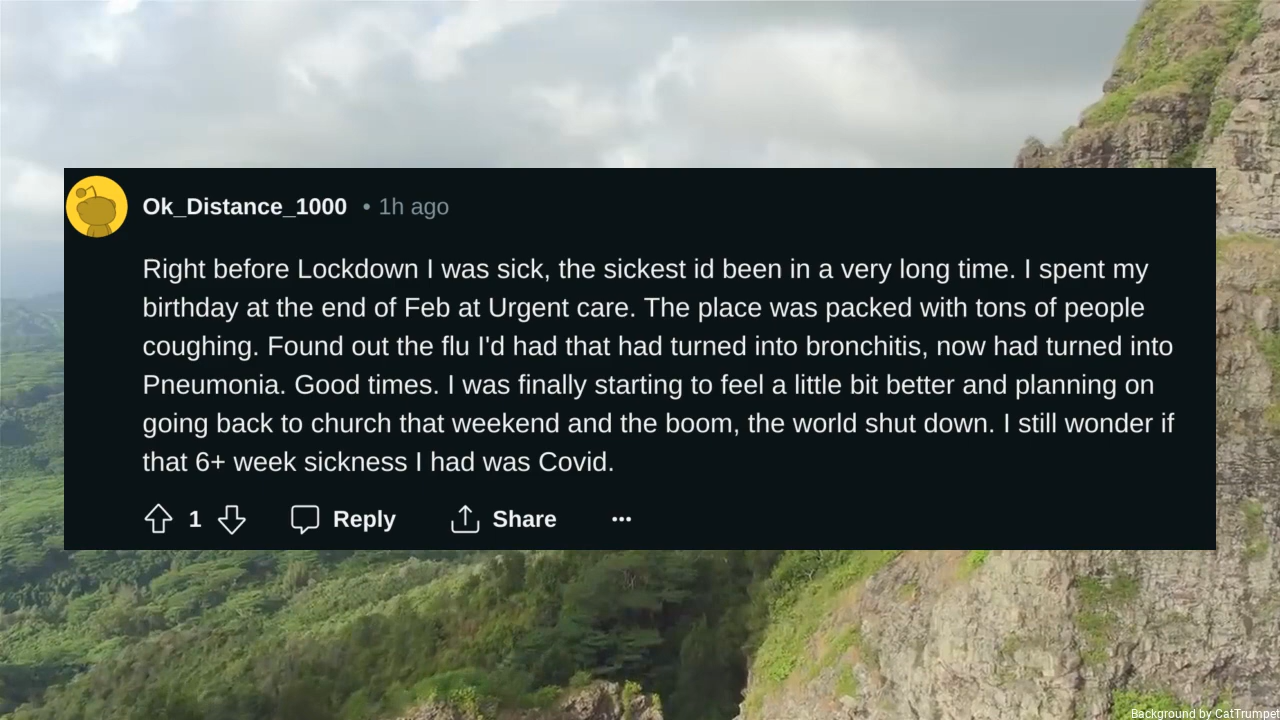 Ok_Distance_1000 • 1h ago
Right before Lockdown I was sick, the sickest id been in a very long time. I spent my
birthday at the end of Feb at Urgent care. The place was packed with tons of people
coughing. Found out the flu I'd had that had turned into bronchitis, now had turned into
Pneumonia. Good times. I was finally starting to feel a little bit better and planning on
going back to church that weekend and the boom, the world shut down. I still wonder if
that 6+ week sickness I had was Covid.
1 Reply Share ···
Background by CatTrumpet